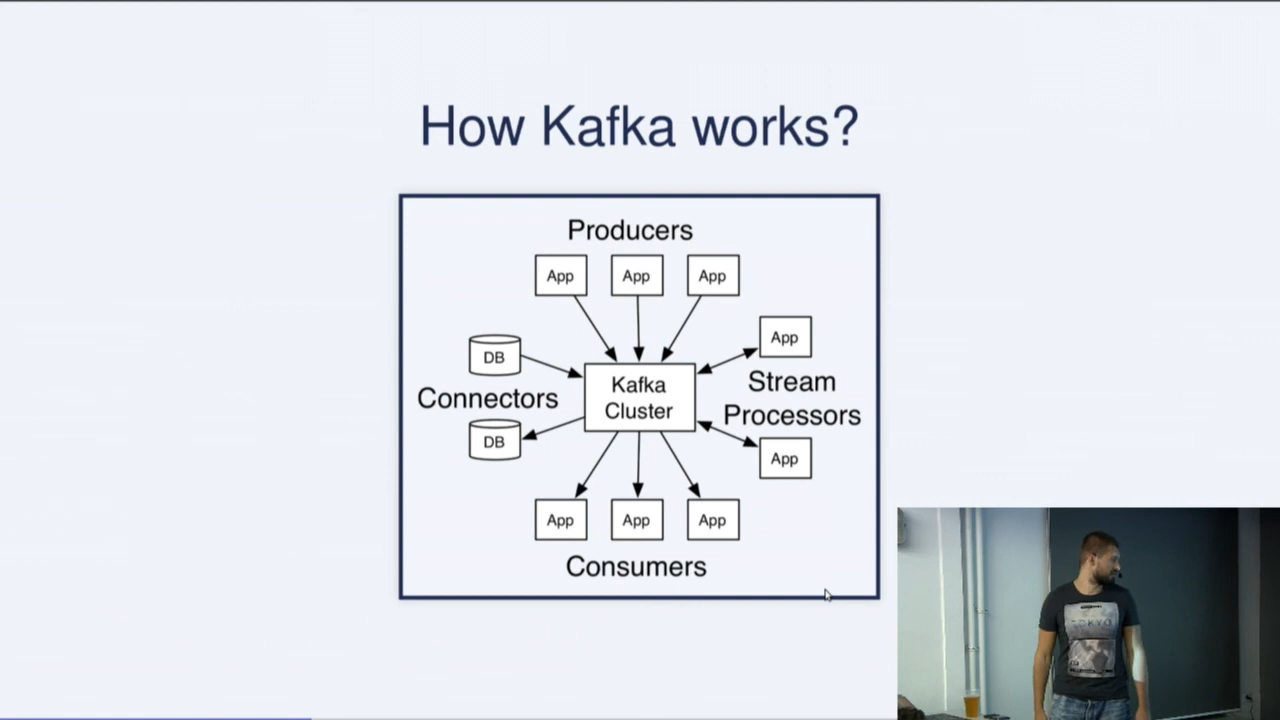 How Kafka works?
Producers
App
App
App
DB
App
Connectors
Kafka
Cluster
Stream
Processors
DB
App
App
App
App
Consumers
TOKYO